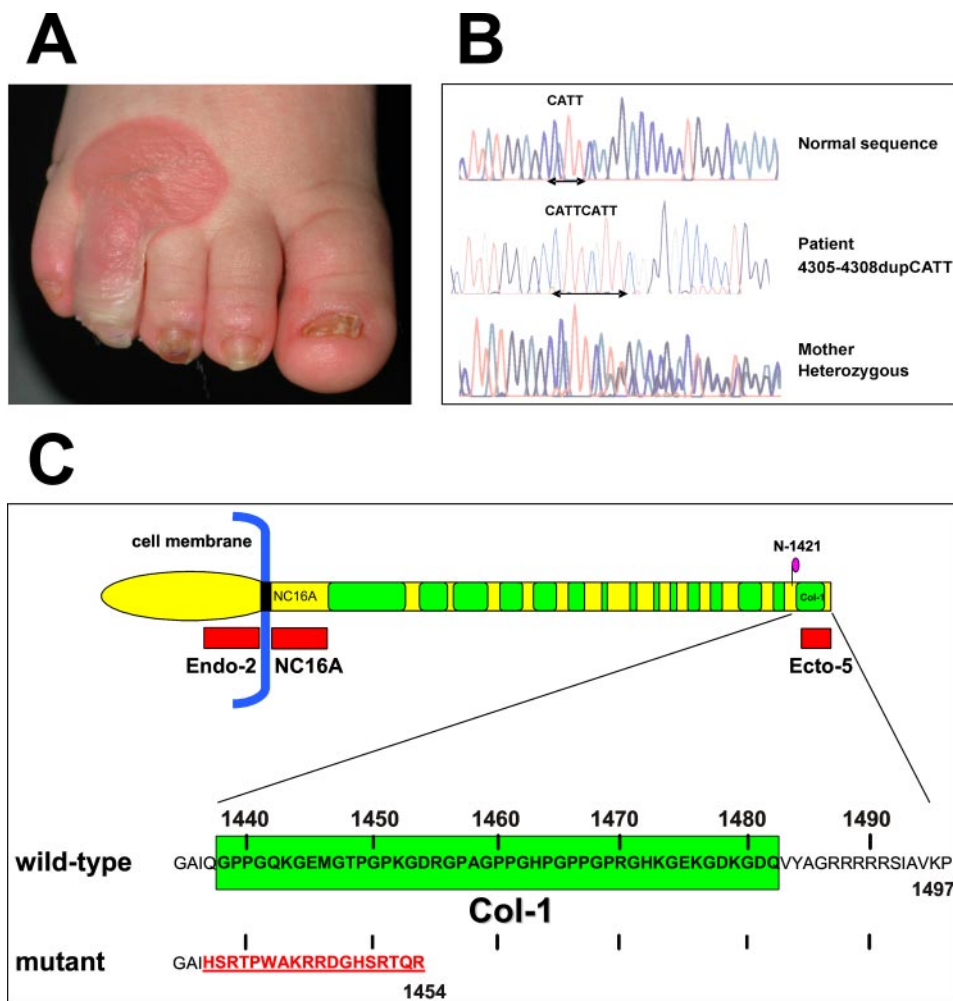 A
B
CATT
Normal sequence
CATTCATT
Patient
4305-4308dupCATT
Mother
Heterozygous
C
cell membrane
N-1421
NC16A
Col-1
Endo-2
NC16A
Ecto-5
1440 1450 1460 1470 1480 1490
wild-type GAIQGPPGQKGEMGTPGPKGDRGPAGPPGHPGPPGPRGHKGEKGDKGDQVYAGRRRRRSIAVKP
1497
Col-1
mutant GAIHSRTPWAKRRDGHSRTQR
1454